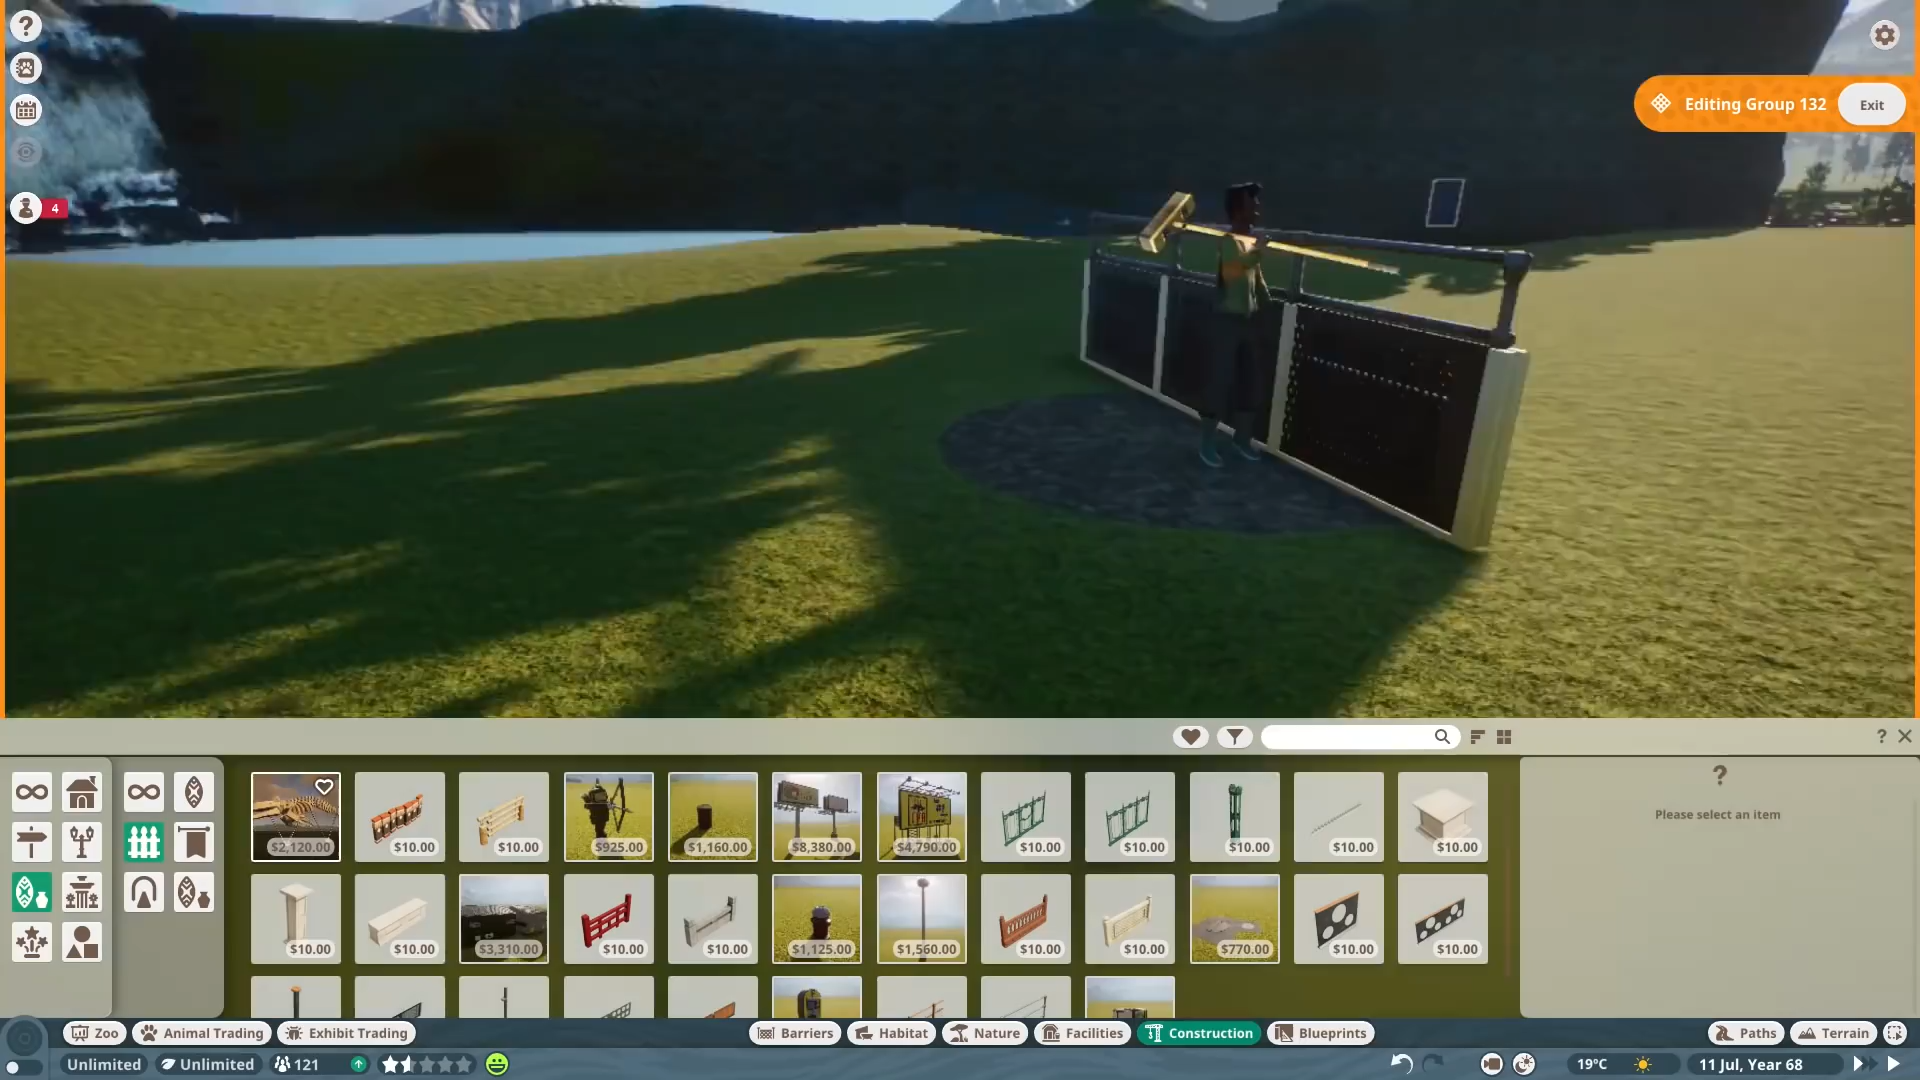 ?
4
Editing Group 132
Exit
?
$2,120.00
$10.00
$10.00
$925.00
$1,160.00
$8,380.00
$4,790.00
$10.00
$10.00
$10.00
$10.00
$10.00
$10.00
$10.00
$3,310.00
$10.00
$10.00
$1,125.00
$1,560.00
$10.00
$10.00
$770.00
$10.00
$10.00
?
Please select an item
Zoo
Animal Trading
Exhibit Trading
Barriers
Habitat
Nature
Facilities
Construction
Blueprints
Paths
Terrain
Unlimited
Unlimited
121
19°C
11 Jul, Year 68